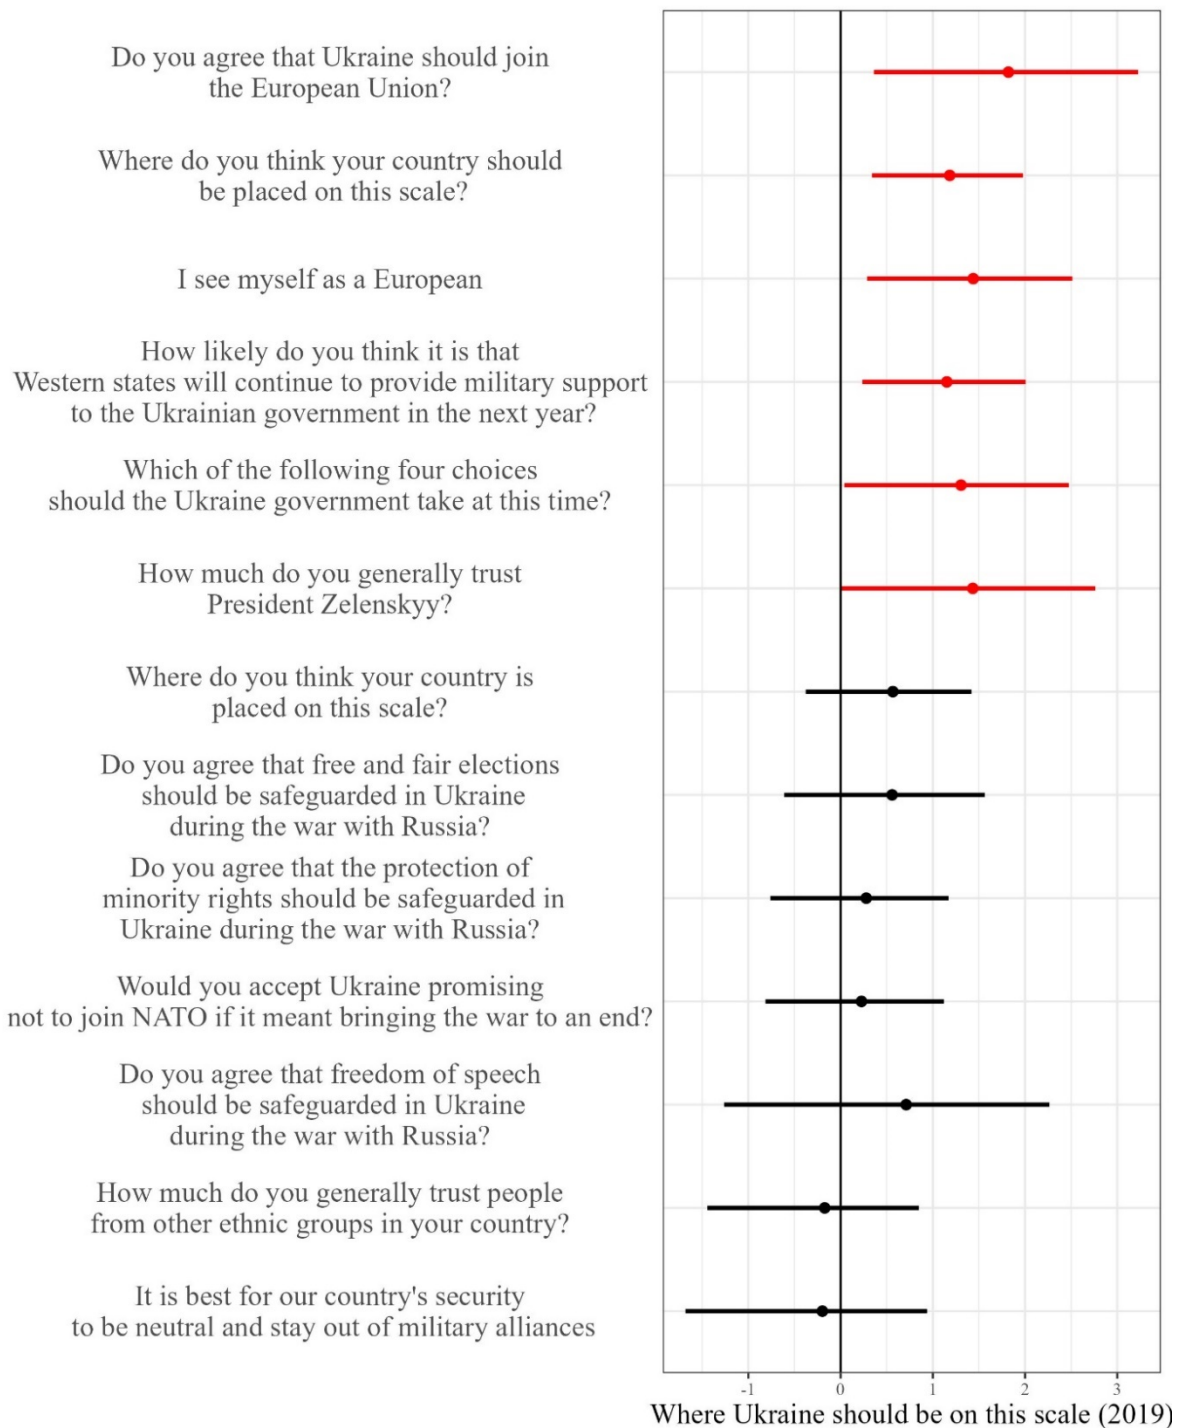 Do you agree that Ukraine should join
the European Union?
Where do you think your country should
be placed on this scale?
I see myself as a European
How likely do you think it is that
Western states will continue to provide military support
to the Ukrainian government in the next year?
Which of the following four choices
should the Ukraine government take at this time?
How much do you generally trust
President Zelenskyy?
Where do you think your country is
placed on this scale?
Do you agree that free and fair elections
should be safeguarded in Ukraine
during the war with Russia?
Do you agree that the protection of
minority rights should be safeguarded in
Ukraine during the war with Russia?
Would you accept Ukraine promising
not to join NATO if it meant bringing the war to an end?
Do you agree that freedom of speech
should be safeguarded in Ukraine
during the war with Russia?
How much do you generally trust people
from other ethnic groups in your country?
It is best for our country's security
to be neutral and stay out of military alliances
-1 0 1 2 3
Where Ukraine should be on this scale (2019)